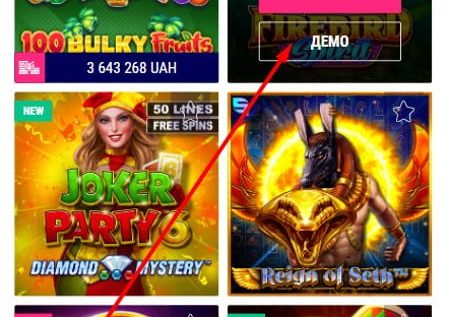 100 BULKY Fruits
3 643 268 UAH
FIREBIRD
Spirit
ДЕМО
NEW
50 LINES
FREE SPINS
JOKER
PARTY 6
DIAMOND MYSTERY™
Reign of Seth™